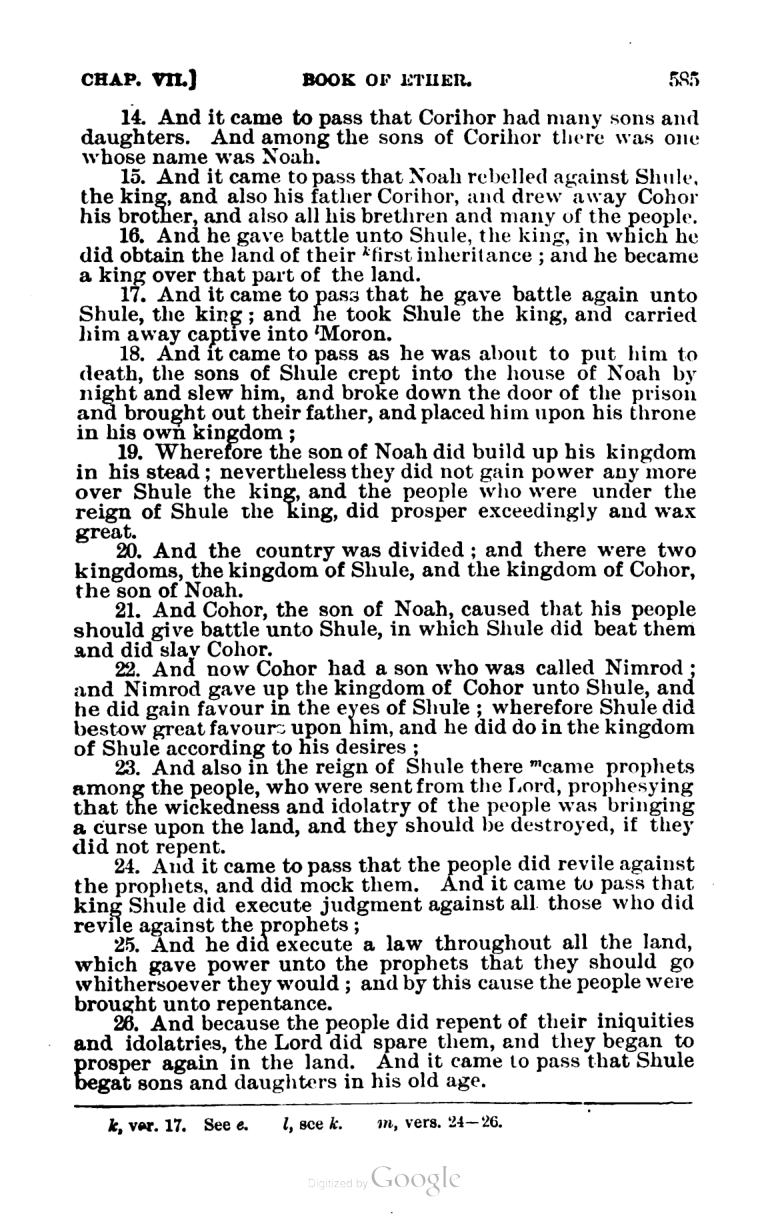 CHAP. VII.] BOOK OF ETHER. 585
14. And it came to pass that Corihor had many sons and
daughters. And among the sons of Corihor there was one
whose name was Noah.
15. And it came to pass that Noah rebelled against Shule,
the king, and also his father Corihor, and drew away Cohor
his brother, and also all his brethren and many of the people.
16. And he gave battle unto Shule, the king, in which he
did obtain the land of their ᵏfirst inheritance ; and he became
a king over that part of the land.
17. And it came to pass that he gave battle again unto
Shule, the king ; and he took Shule the king, and carried
him away captive into ˡMoron.
18. And it came to pass as he was about to put him to
death, the sons of Shule crept into the house of Noah by
night and slew him, and broke down the door of the prison
and brought out their father, and placed him upon his throne
in his own kingdom ;
19. Wherefore the son of Noah did build up his kingdom
in his stead ; nevertheless they did not gain power any more
over Shule the king, and the people who were under the
reign of Shule the king, did prosper exceedingly and wax
great.
20. And the country was divided ; and there were two
kingdoms, the kingdom of Shule, and the kingdom of Cohor,
the son of Noah.
21. And Cohor, the son of Noah, caused that his people
should give battle unto Shule, in which Shule did beat them
and did slay Cohor.
22. And now Cohor had a son who was called Nimrod ;
and Nimrod gave up the kingdom of Cohor unto Shule, and
he did gain favour in the eyes of Shule ; wherefore Shule did
bestow great favours upon him, and he did do in the kingdom
of Shule according to his desires ;
23. And also in the reign of Shule there ᵐcame prophets
among the people, who were sent from the Lord, prophesying
that the wickedness and idolatry of the people was bringing
a curse upon the land, and they should be destroyed, if they
did not repent.
24. And it came to pass that the people did revile against
the prophets, and did mock them. And it came to pass that
king Shule did execute judgment against all those who did
revile against the prophets ;
25. And he did execute a law throughout all the land,
which gave power unto the prophets that they should go
whithersoever they would ; and by this cause the people were
brought unto repentance.
26. And because the people did repent of their iniquities
and idolatries, the Lord did spare them, and they began to
prosper again in the land. And it came to pass that Shule
begat sons and daughters in his old age.
k, ver. 17. See e. l, see k. m, vers. 24—26.
Digitized by Google